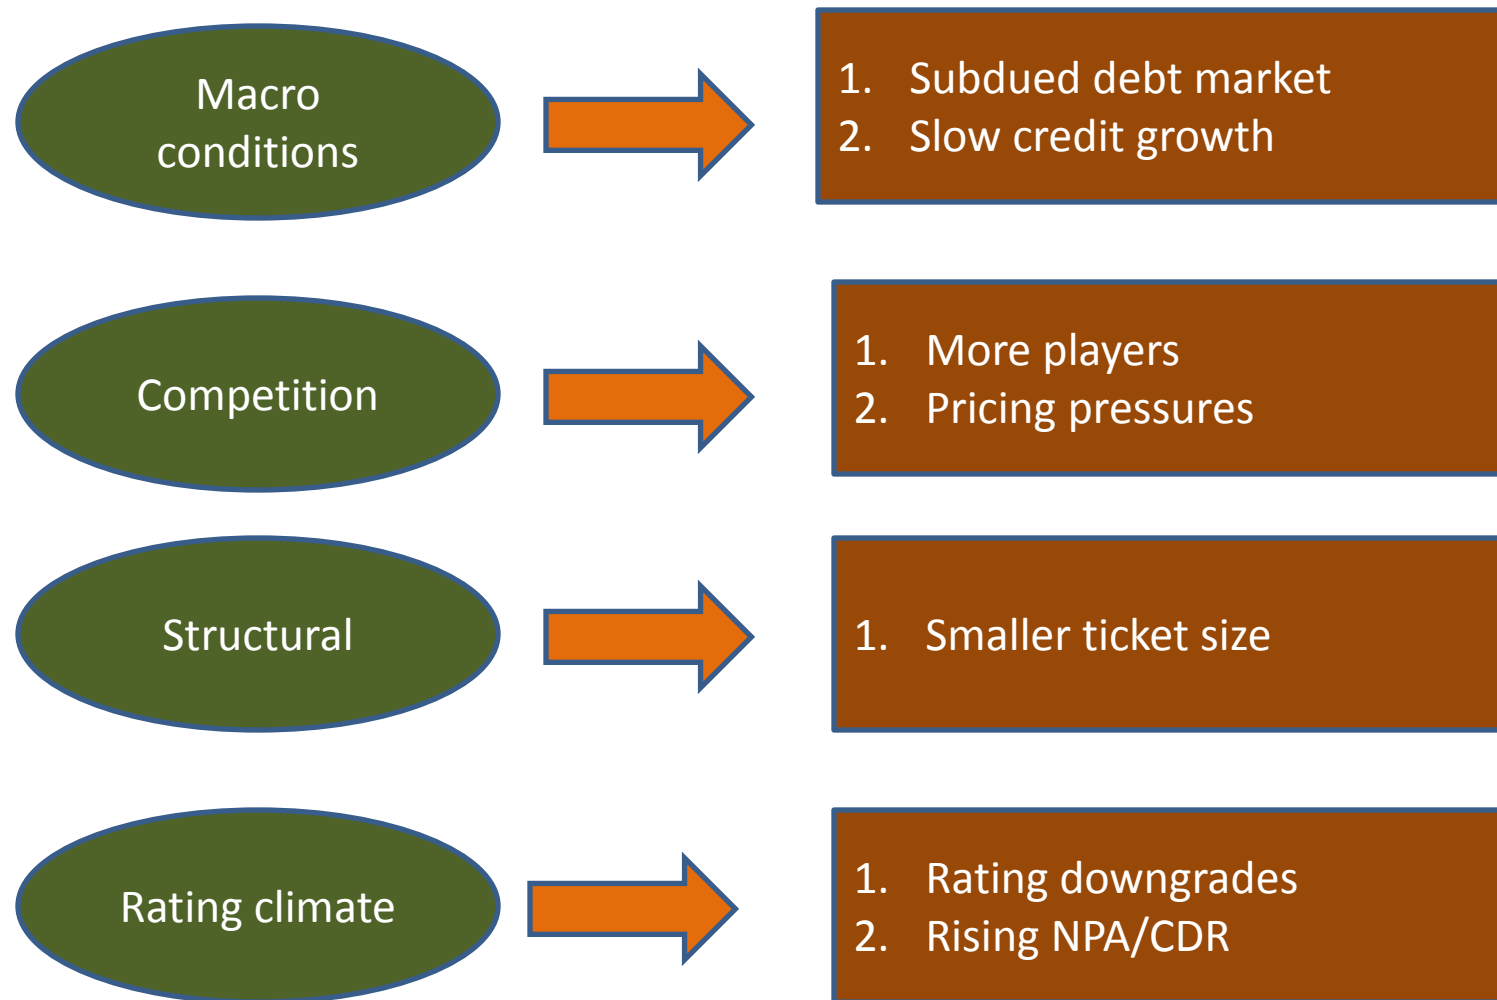 Macro
conditions
1. Subdued debt market
2. Slow credit growth
Competition
1. More players
2. Pricing pressures
Structural
1. Smaller ticket size
Rating climate
1. Rating downgrades
2. Rising NPA/CDR